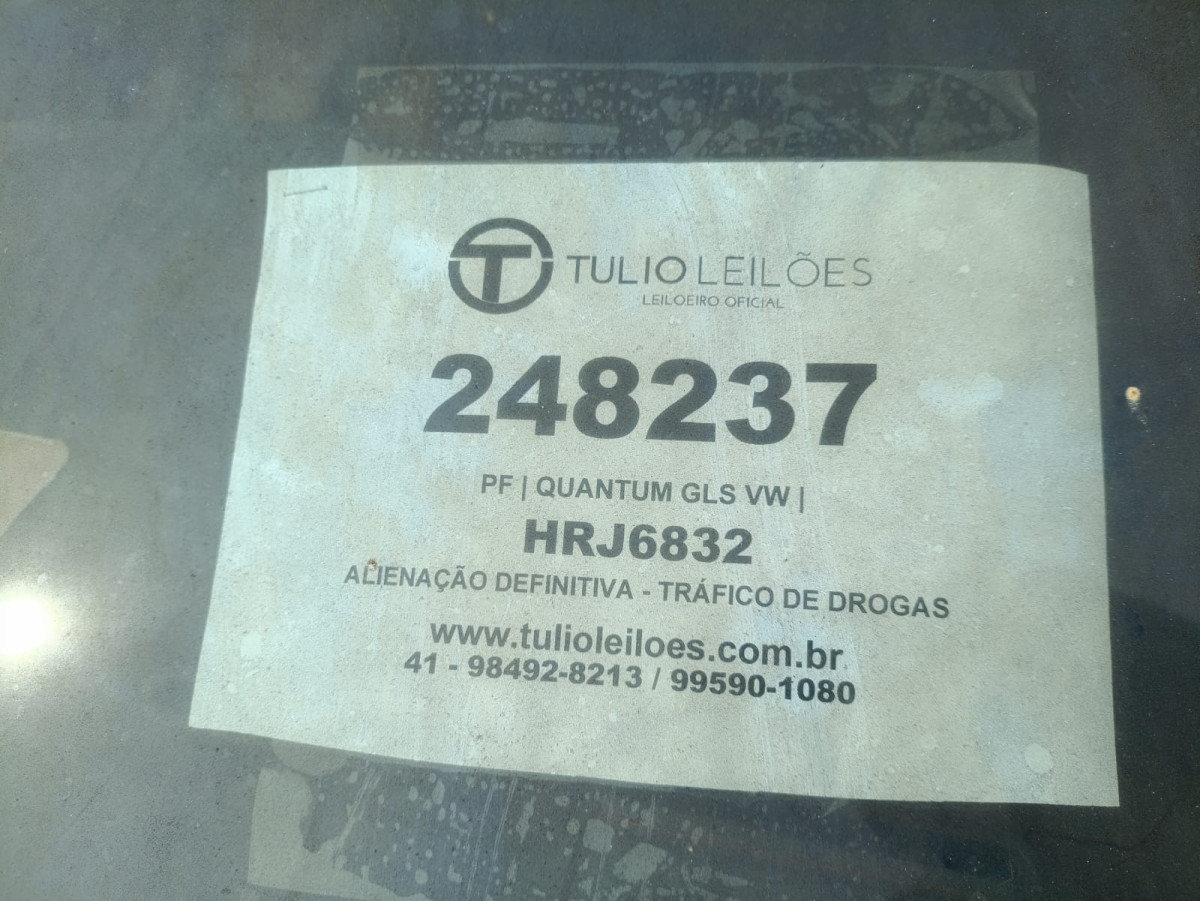 TULIO LEILÕES
LEILOEIRO OFICIAL
248237
PF | QUANTUM GLS VW |
HRJ6832
ALIENAÇÃO DEFINITIVA - TRÁFICO DE DROGAS
www.tulioleiloes.com.br
41 - 98492-8213 / 99590-1080